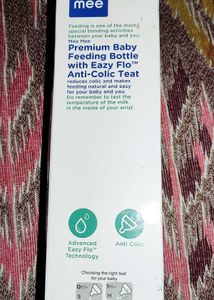 mee
Feeding is one of the most
special bonding activities
between your baby and you.
Mee Mee
Premium Baby
Feeding Bottle
with Eazy Flo™
Anti-Colic Teat
reduces colic and makes
feeding natural and easy
for your baby and you.
Do remember to test the
temperature of the milk
in the inside of your wrist.
Advanced
Eazy Flo™
Technology
Anti Colic
Choosing the right teat
for your baby
S
M